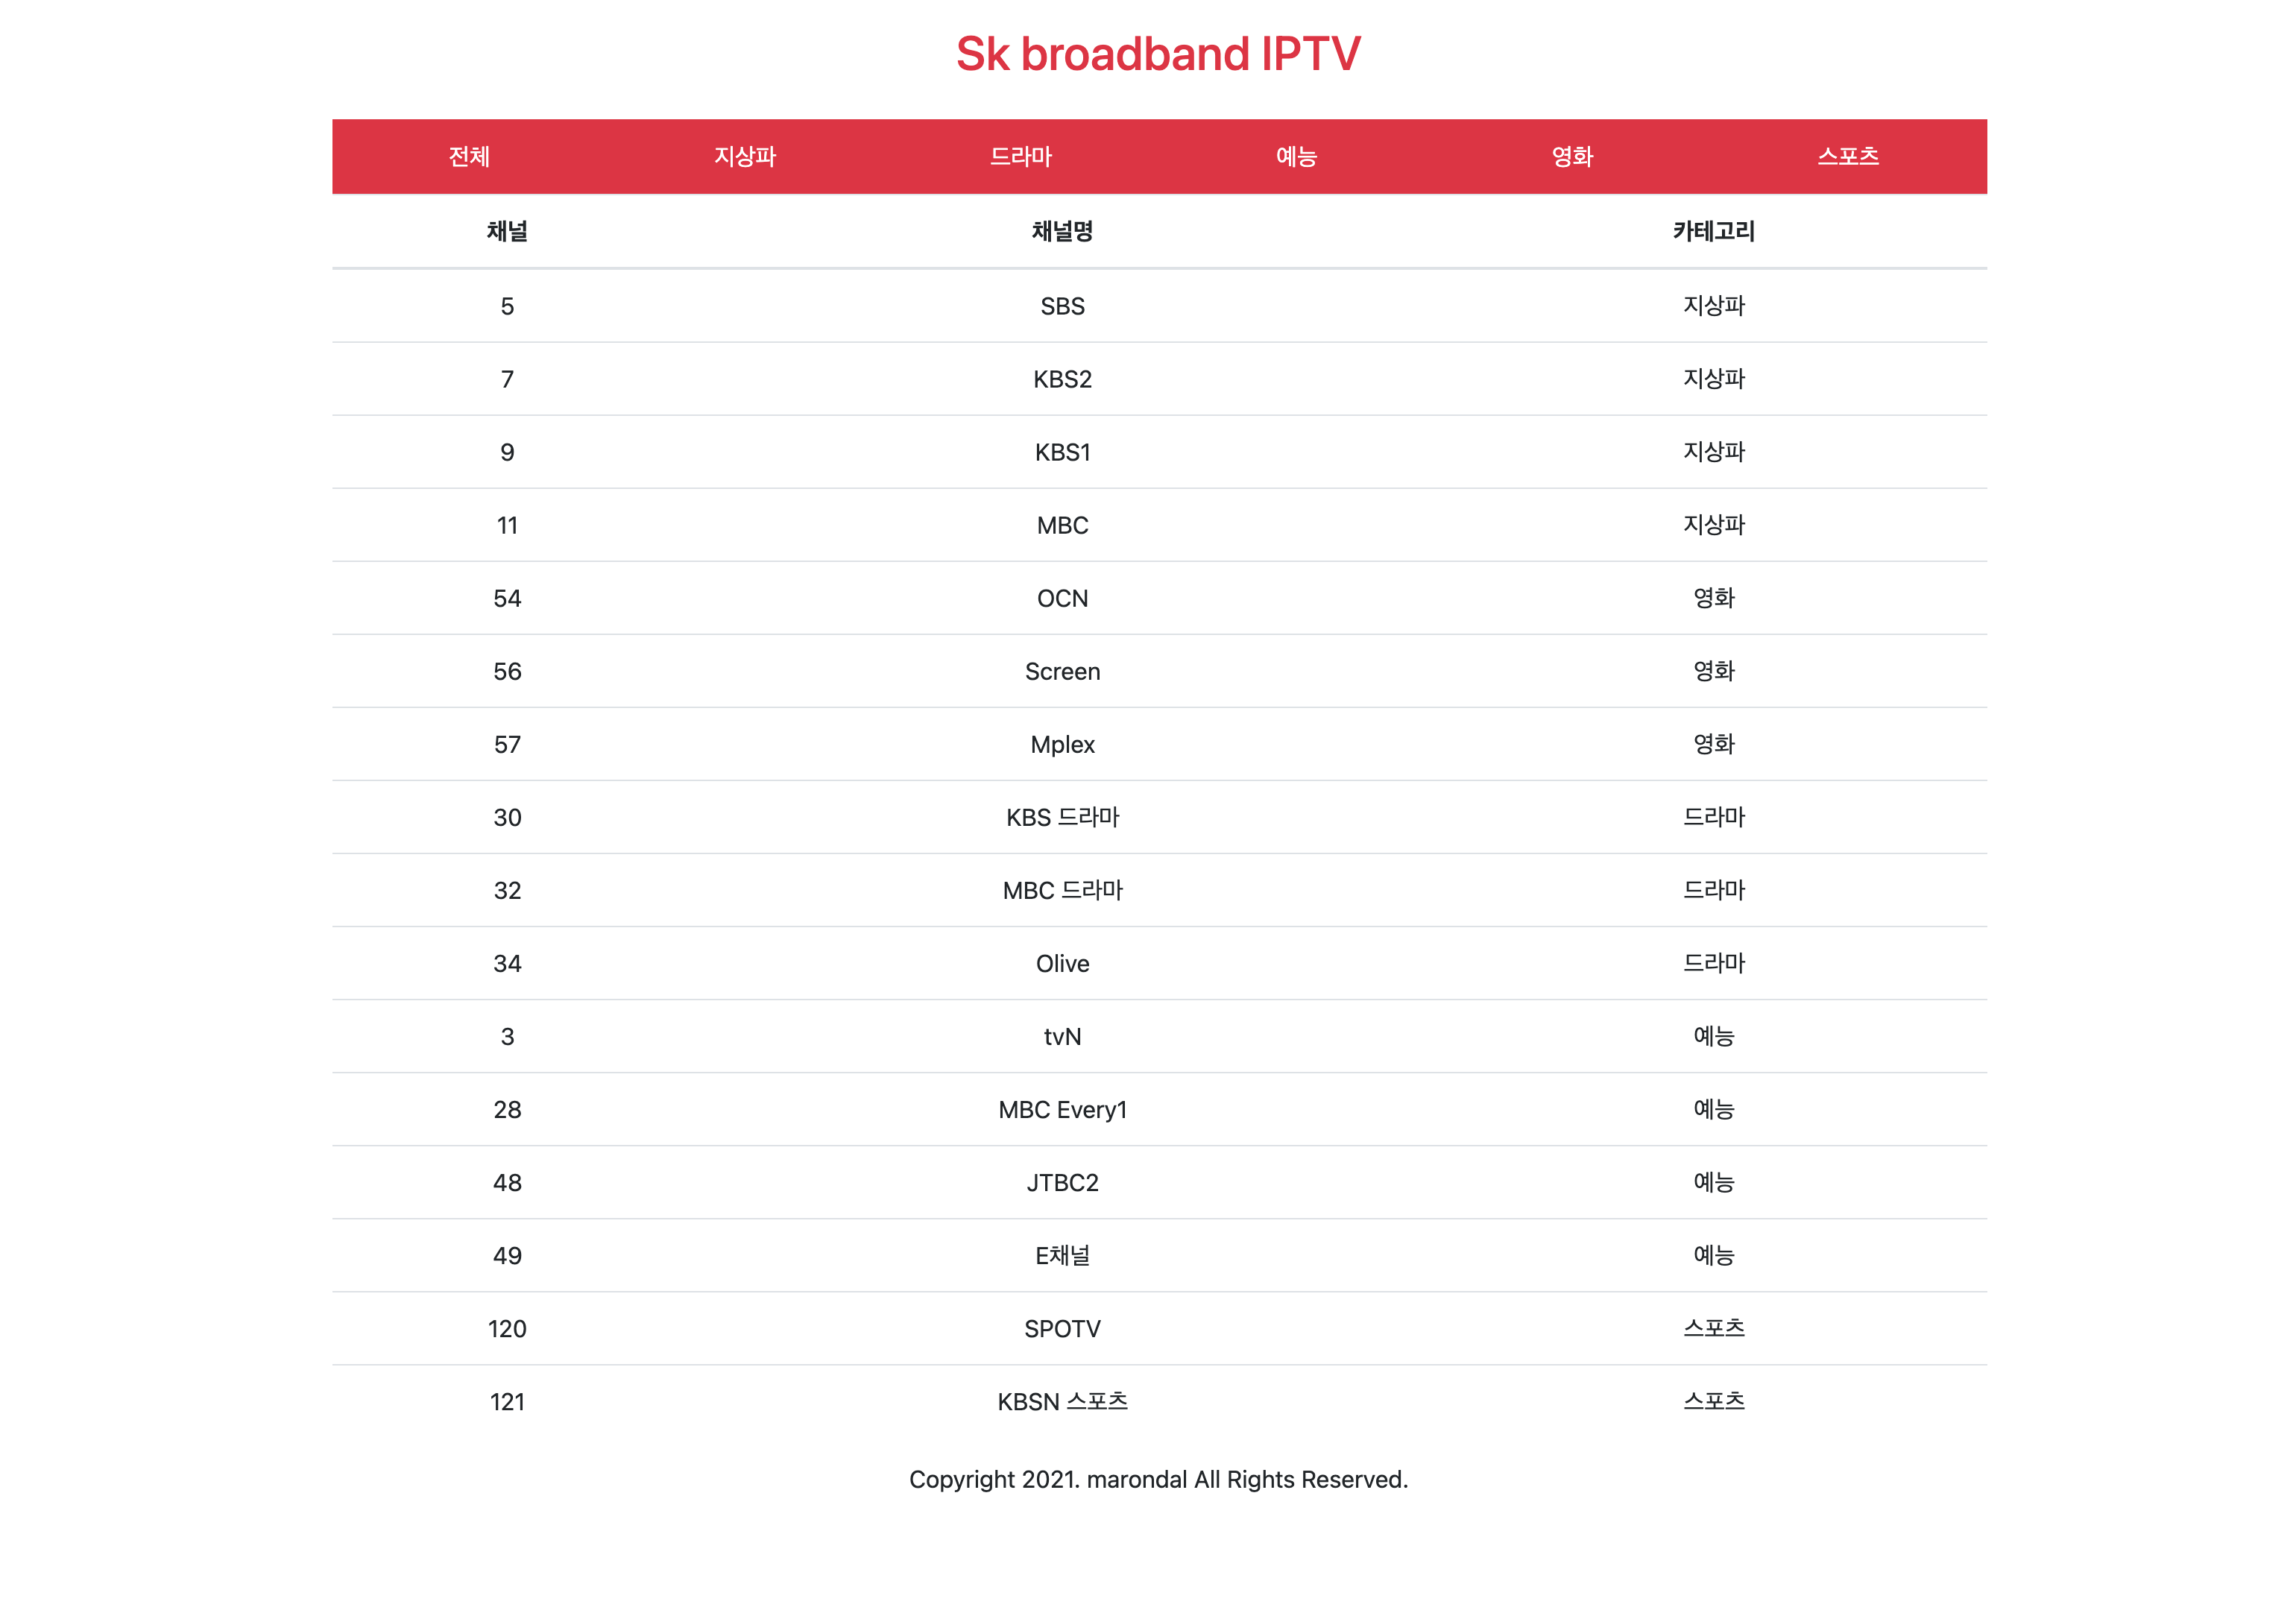 Sk broadband IPTV
전체 지상파 드라마 예능 영화 스포츠
채널 채널명 카테고리
5 SBS 지상파
7 KBS2 지상파
9 KBS1 지상파
11 MBC 지상파
54 OCN 영화
56 Screen 영화
57 Mplex 영화
30 KBS 드라마 드라마
32 MBC 드라마 드라마
34 Olive 드라마
3 tvN 예능
28 MBC Every1 예능
48 JTBC2 예능
49 E채널 예능
120 SPOTV 스포츠
121 KBSN 스포츠 스포츠
Copyright 2021. marondal All Rights Reserved.